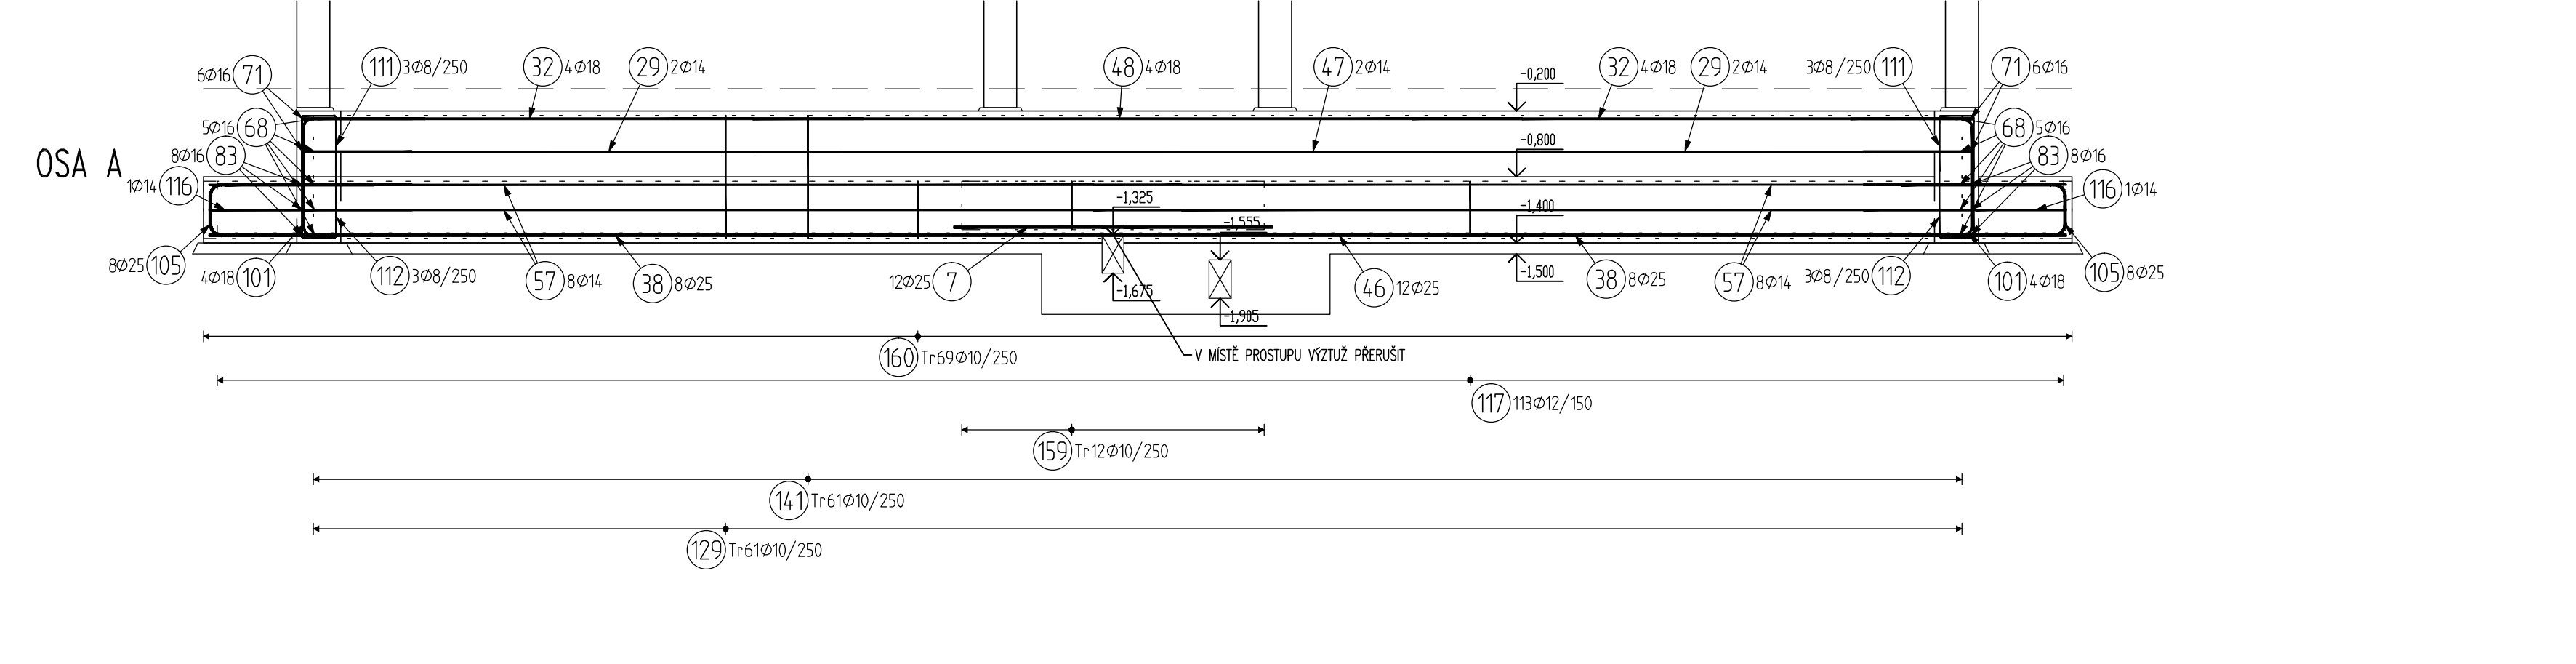 6Ø16 71
111 3Ø8/250
32 4Ø18
29 2Ø14
48 4Ø18
47 2Ø14
-0,200
32 4Ø18
29 2Ø14
3Ø8/250 111
71 6Ø16
5Ø16 68
68 5Ø16
OSA A
8Ø16 83
-0,800
83 8Ø16
1Ø14 116
116 1Ø14
-1,325
-1,400
-1,555
8Ø25 105
4Ø18 101
112 3Ø8/250
57 8Ø14
38 8Ø25
12Ø25 7
-1,675
-1,905
46 12Ø25
-1,500
38 8Ø25
57 8Ø14
3Ø8/250 112
101 4Ø18
105 8Ø25
V MÍSTĚ PROSTUPU VÝZTUŽ PŘERUŠIT
160 Tr69Ø10/250
117 113Ø12/150
159 Tr12Ø10/250
141 Tr61Ø10/250
129 Tr61Ø10/250